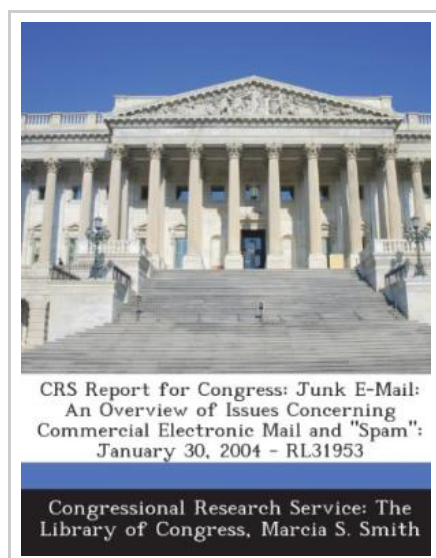 CRS Report for Congress: Junk E-Mail:
An Overview of Issues Concerning
Commercial Electronic Mail and "Spam":
January 30, 2004 - RL31953
Congressional Research Service: The
Library of Congress, Marcia S. Smith